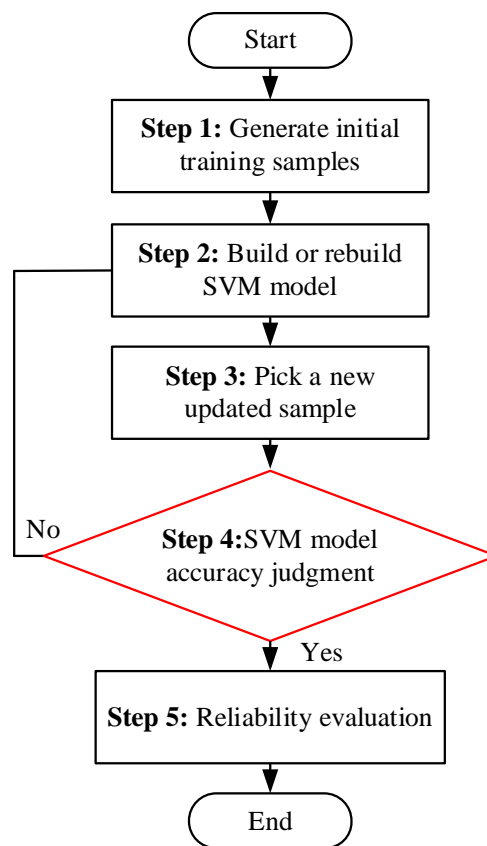 Start
Step 1: Generate initial
training samples
Step 2: Build or rebuild
SVM model
Step 3: Pick a new
updated sample
No
Step 4:SVM model
accuracy judgment
Yes
Step 5: Reliability evaluation
End